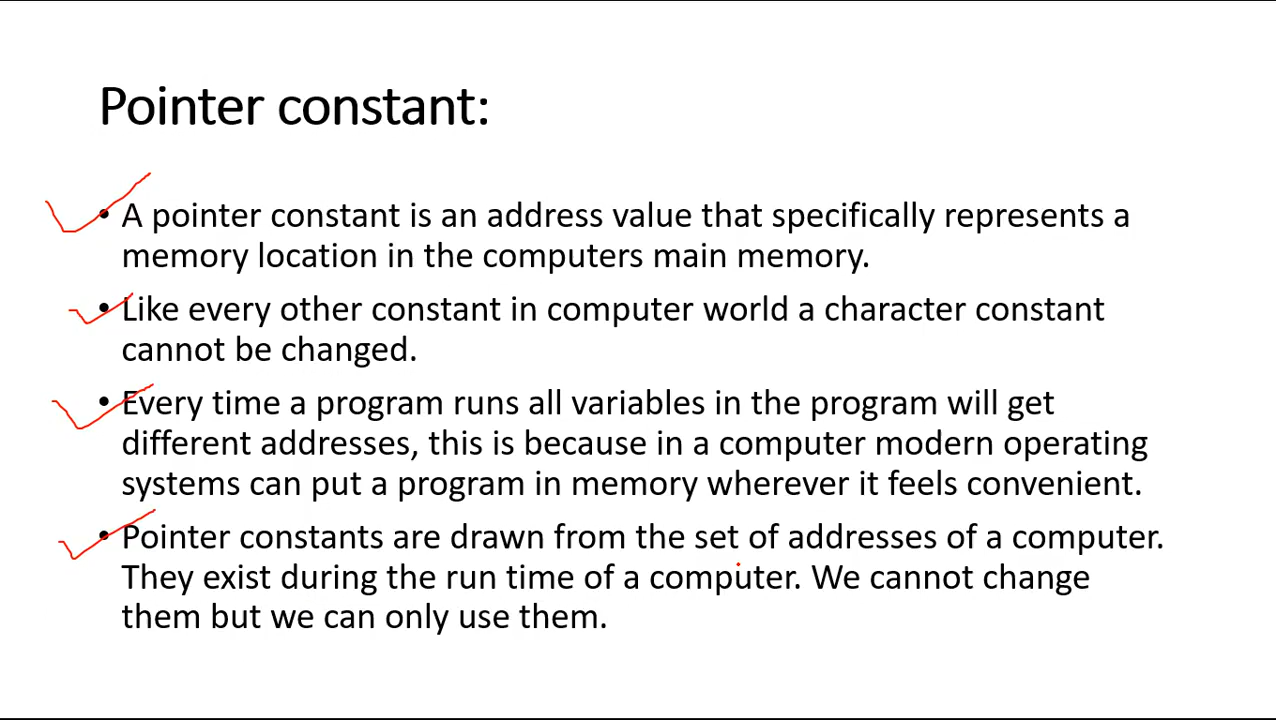 Pointer constant:
• A pointer constant is an address value that specifically represents a
memory location in the computers main memory.
• Like every other constant in computer world a character constant
cannot be changed.
• Every time a program runs all variables in the program will get
different addresses, this is because in a computer modern operating
systems can put a program in memory wherever it feels convenient.
• Pointer constants are drawn from the set of addresses of a computer.
They exist during the run time of a computer. We cannot change
them but we can only use them.